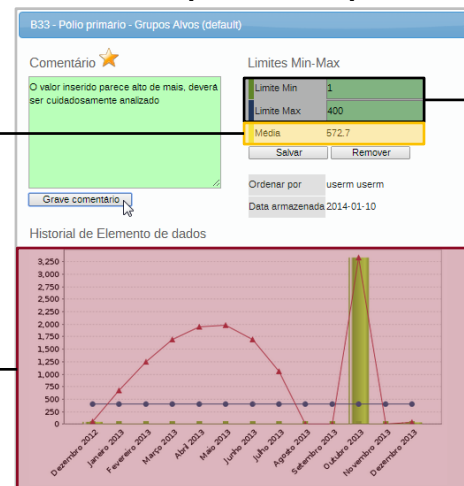 B33 - Pólio primário - Grupos Alvos (default)
Comentário
Limites Min-Max
O valor inserido parece alto de mais, deverá
ser cuidadosamente analizado
Limite Min 1
Limite Max 400
Média 572.7
Salvar Remover
Ordenar por userm userm
Grave comentário
Data armazenada 2014-01-10
Historial de Elemento de dados
3,250
3,000
2,750
2,500
2,250
2,000
1,750
1,500
1,250
1,000
750
500
250
0
Dezembro 2012
Janeiro 2013
Fevereiro 2013
Março 2013
Abril 2013
Maio 2013
Junho 2013
Julho 2013
Agosto 2013
Setembro 2013
Outubro 2013
Novembro 2013
Dezembro 2013